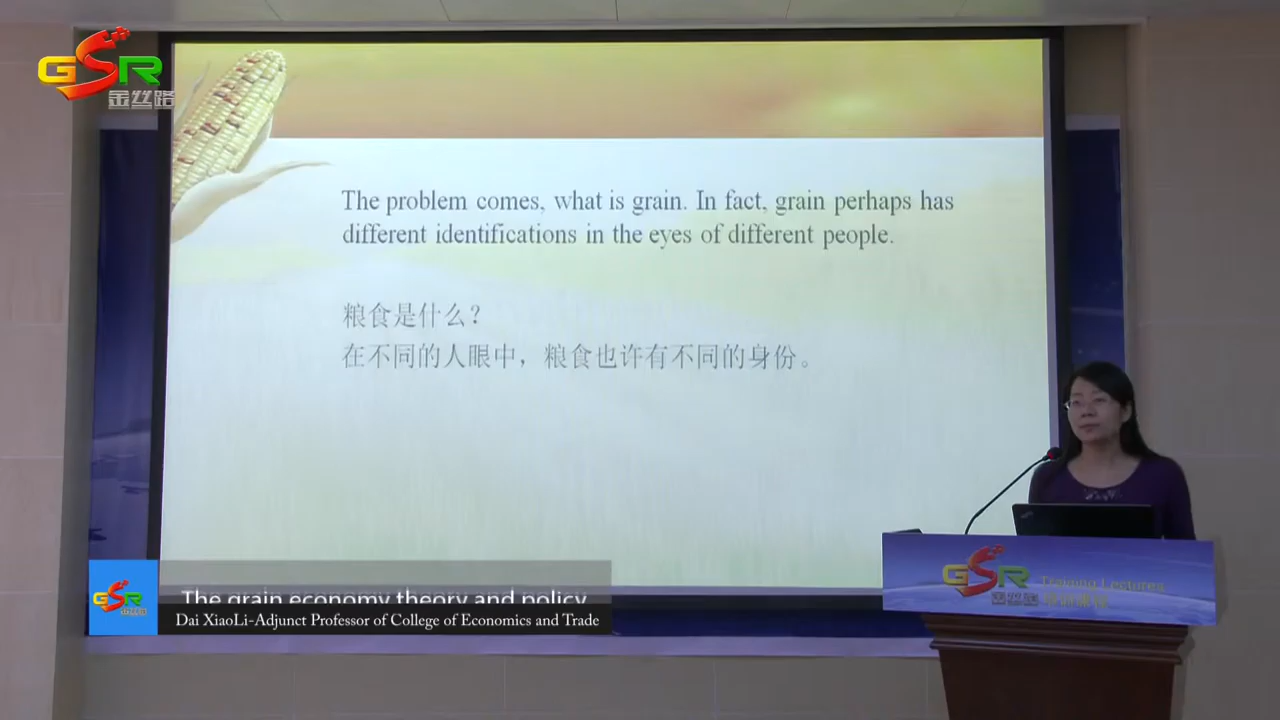 GSR
金丝路
The problem comes, what is grain. In fact, grain perhaps has
different identifications in the eyes of different people.
粮食是什么？
在不同的人眼中，粮食也许有不同的身份。
The grain economy theory and policy
Dai XiaoLi-Adjunct Professor of College of Economics and Trade
GSR
GSR Training Lectures
金丝路